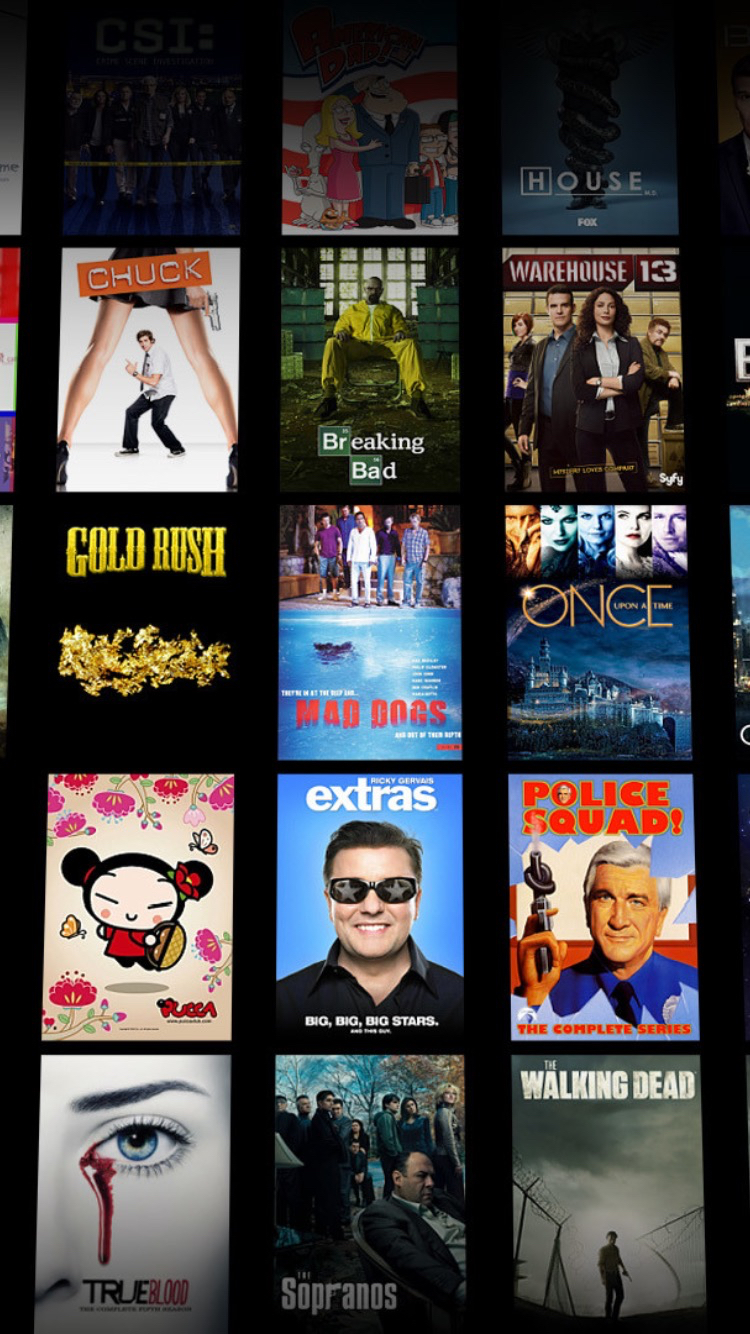 CSI:
CRIME SCENE INVESTIGATION
AMERICAN
DAD!
HOUSE M.D.
FOX
me
CHUCK
Breaking
Bad
WAREHOUSE 13
MYSTERY LOVES COMPANY
Syfy
GOLD RUSH
THEY'RE IN AT THE DEEP END...
MAD DOGS
AND OUT OF THEIR DEPTH
ONCE
UPON A TIME
PUCCA
www.puccaclub.com
RICKY GERVAIS
extras
BIG, BIG, BIG STARS.
AND THIS GUY.
POLICE
SQUAD!
THE COMPLETE SERIES
TRUEBLOOD
THE COMPLETE FIFTH SEASON
THE
Sopranos
THE
WALKING DEAD